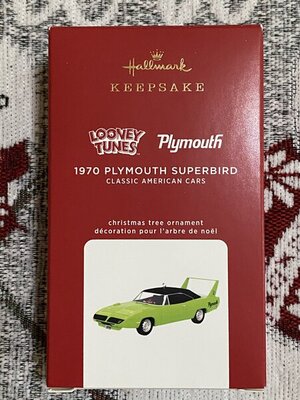 Hallmark
KEEPSAKE
LOONEY TUNES Plymouth
1970 PLYMOUTH SUPERBIRD
CLASSIC AMERICAN CARS
christmas tree ornament
décoration pour l'arbre de noël
Plymouth